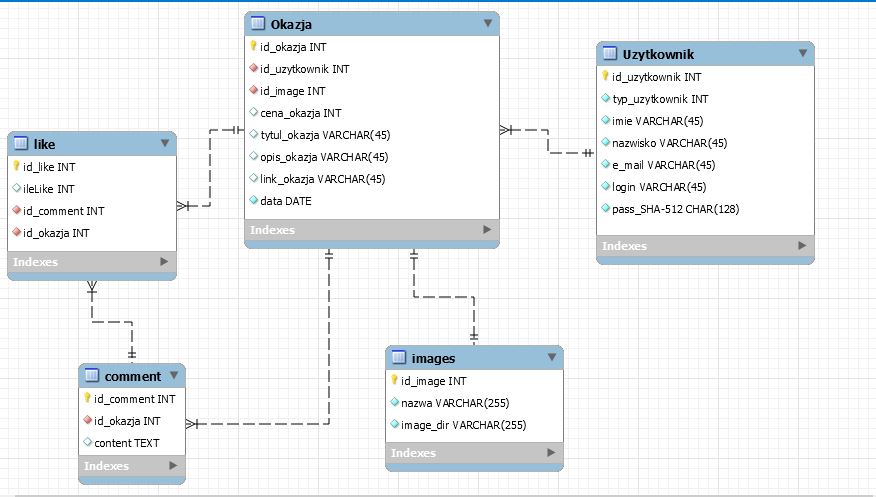 Okazja
id_okazja INT
id_uzytkownik INT
id_image INT
cena_okazja INT
tytul_okazja VARCHAR(45)
opis_okazja VARCHAR(45)
link_okazja VARCHAR(45)
data DATE
Indexes
Uzytkownik
id_uzytkownik INT
typ_uzytkownik INT
imie VARCHAR(45)
nazwisko VARCHAR(45)
e_mail VARCHAR(45)
login VARCHAR(45)
pass_SHA-512 CHAR(128)
Indexes
like
id_like INT
ileLike INT
id_comment INT
id_okazja INT
Indexes
comment
id_comment INT
id_okazja INT
content TEXT
Indexes
images
id_image INT
nazwa VARCHAR(255)
image_dir VARCHAR(255)
Indexes